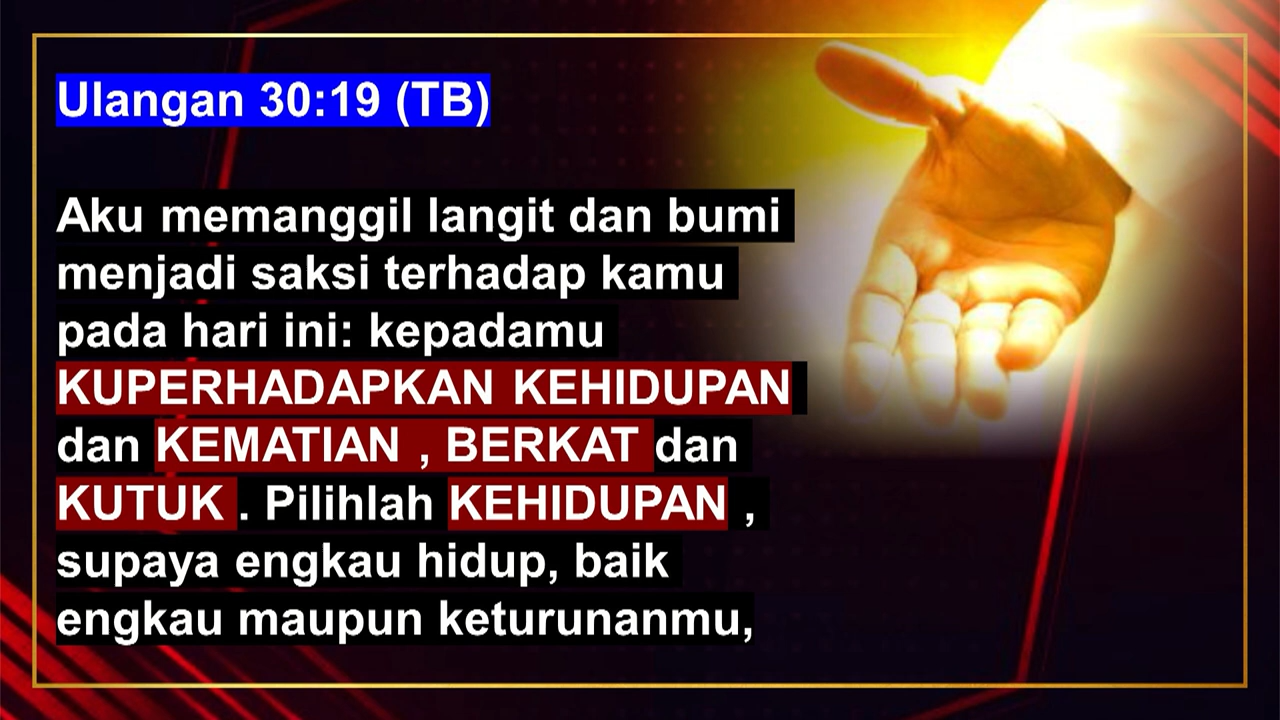 Ulangan 30:19 (TB)
Aku memanggil langit dan bumi
menjadi saksi terhadap kamu
pada hari ini: kepadamu
KUPERHADAPKAN KEHIDUPAN
dan KEMATIAN , BERKAT dan
KUTUK . Pilihlah KEHIDUPAN ,
supaya engkau hidup, baik
engkau maupun keturunanmu,